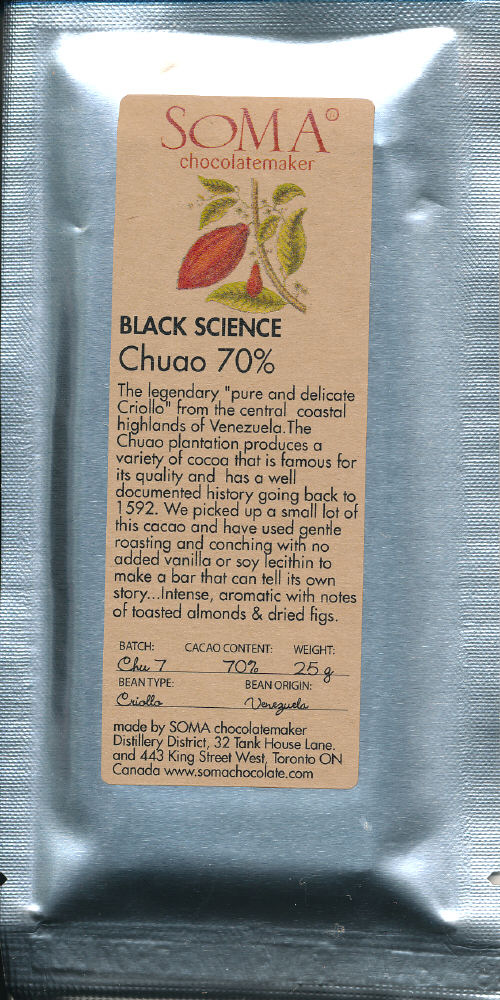 SOMA®
chocolatemaker
BLACK SCIENCE
Chuao 70%
The legendary "pure and delicate
Criollo" from the central coastal
highlands of Venezuela.The
Chuao plantation produces a
variety of cocoa that is famous for
its quality and has a well
documented history going back to
1592. We picked up a small lot of
this cacao and have used gentle
roasting and conching with no
added vanilla or soy lecithin to
make a bar that can tell its own
story...Intense, aromatic with notes
of toasted almonds & dried figs.
BATCH: CACAO CONTENT: WEIGHT:
Chu 7 70% 25 g
BEAN TYPE: BEAN ORIGIN:
Criollo Venezuela
made by SOMA chocolatemaker
Distillery District, 32 Tank House Lane.
and 443 King Street West, Toronto ON
Canada www.somachocolate.com